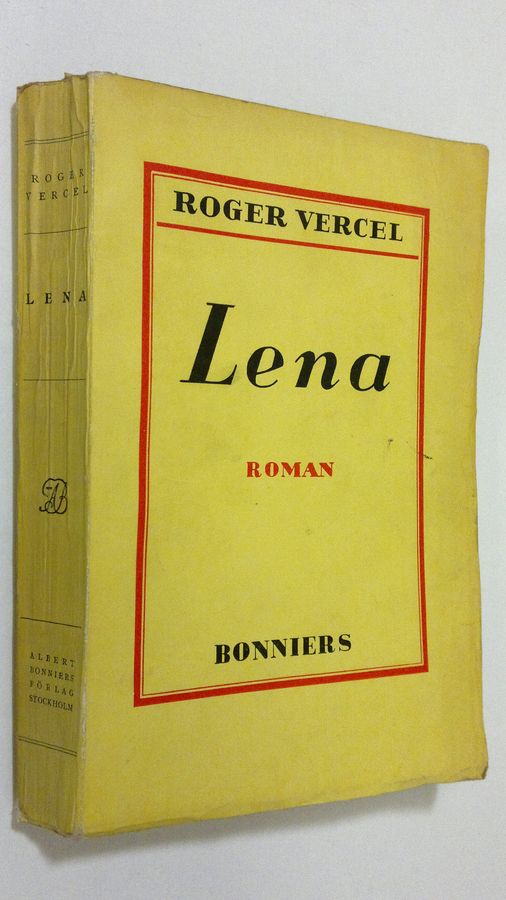 ROGER
VERCEL
LENA
AB
ALBERT
BONNIERS
FÖRLAG
STOCKHOLM
ROGER VERCEL
Lena
ROMAN
BONNIERS